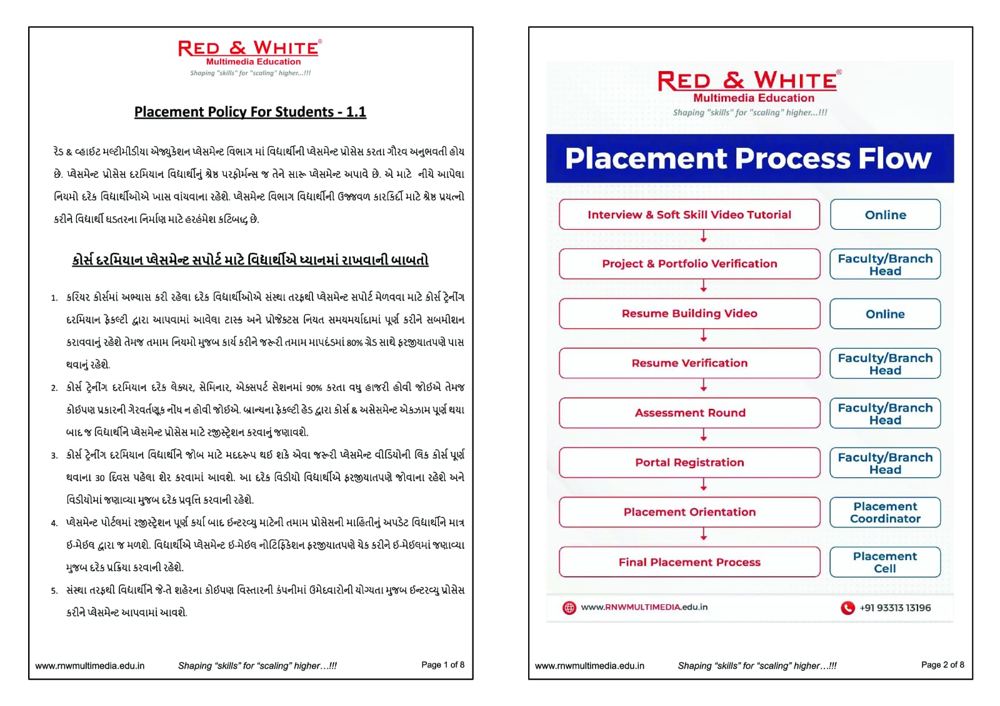 RED & WHITE®
Multimedia Education
Shaping "skills" for "scaling" higher...!!!
Placement Policy For Students - 1.1
રેડ & વ્હાઈટ મલ્ટીમીડીયા એજ્યુકેશન પ્લેસમેન્ટ વિભાગ માં વિદ્યાર્થીની પ્લેસમેન્ટ પ્રોસેસ કરતા ગૌરવ અનુભવતી હોય
છે. પ્લેસમેન્ટ પ્રોસેસ દરમિયાન વિદ્યાર્થીનું શ્રેષ્ઠ પરફોર્મન્સ જ તેને સારૂ પ્લેસમેન્ટ અપાવે છે. એ માટે નીચે આપેલા
નિયમો દરેક વિદ્યાર્થીઓએ ખાસ વાંચવાના રહેશે. પ્લેસમેન્ટ વિભાગ વિદ્યાર્થીની ઉજ્જવળ કારકિર્દી માટે શ્રેષ્ઠ પ્રયત્નો
કરીને વિદ્યાર્થી ઘડતરના નિર્માણ માટે હરહંમેશ કટિબધ્ધ છે.
કોર્સ દરમિયાન પ્લેસમેન્ટ સપોર્ટ માટે વિદ્યાર્થીએ ધ્યાનમાં રાખવાની બાબતો
1. કરિયર કોર્સમાં અભ્યાસ કરી રહેલા દરેક વિદ્યાર્થીઓએ સંસ્થા તરફથી પ્લેસમેન્ટ સપોર્ટ મેળવવા માટે કોર્સ ટ્રેનીંગ
દરમિયાન ફેકલ્ટી દ્વારા આપવામાં આવેલા ટાસ્ક અને પ્રોજેકટસ નિયત સમયમર્યાદામાં પૂર્ણ કરીને સબમીશન
કરાવવાનું રહેશે તેમજ તમામ નિયમો મુજબ કાર્ય કરીને જરૂરી તમામ માપદંડમાં 80% ગ્રેડ સાથે ફરજીયાતપણે પાસ
થવાનું રહેશે.
2. કોર્સ ટ્રેનીંગ દરમિયાન દરેક લેક્ચર, સેમિનાર, એક્સપર્ટ સેશનમાં 90% કરતા વધુ હાજરી હોવી જોઈએ તેમજ
કોઈપણ પ્રકારની ગેરવર્તણૂક નોંધ ન હોવી જોઈએ. બ્રાન્ચના ફેકલ્ટી હેડ દ્વારા કોર્સ & અસેસમેન્ટ એકઝામ પૂર્ણ થયા
બાદ જ વિદ્યાર્થીને પ્લેસમેન્ટ પ્રોસેસ માટે રજીસ્ટ્રેશન કરવાનું જણાવશે.
3. કોર્સ ટ્રેનીંગ દરમિયાન વિદ્યાર્થીને જોબ માટે મદદરૂપ થઈ શકે એવા જરૂરી પ્લેસમેન્ટ વીડિયોની લિંક કોર્સ પૂર્ણ
થવાના 30 દિવસ પહેલા શેર કરવામાં આવશે. આ દરેક વિડીયો વિદ્યાર્થીએ ફરજીયાતપણે જોવાના રહેશે અને
વિડીયોમાં જણાવ્યા મુજબ દરેક પ્રવૃત્તિ કરવાની રહેશે.
4. પ્લેસમેન્ટ પોર્ટલમાં રજીસ્ટ્રેશન પૂર્ણ કર્યા બાદ ઈન્ટરવ્યુ માટેની તમામ પ્રોસેસની માહિતીનું અપડેટ વિદ્યાર્થીને માત્ર
ઈ-મેઈલ દ્વારા જ મળશે. વિદ્યાર્થીએ પ્લેસમેન્ટ ઈ-મેઈલ નોટિફિકેશન ફરજીયાતપણે ચેક કરીને ઈ-મેઈલમાં જણાવ્યા
મુજબ દરેક પ્રક્રિયા કરવાની રહેશે.
5. સંસ્થા તરફથી વિદ્યાર્થીને જે-તે શહેરના કોઈપણ વિસ્તારની કંપનીમાં ઉમેદવારોની યોગ્યતા મુજબ ઈન્ટરવ્યુ પ્રોસેસ
કરીને પ્લેસમેન્ટ આપવામાં આવશે.
www.rnwmultimedia.edu.in Shaping “skills” for “scaling” higher…!!! Page 1 of 8
RED & WHITE®
Multimedia Education
Shaping "skills" for "scaling" higher...!!!
Placement Process Flow
Interview & Soft Skill Video Tutorial
Online
Project & Portfolio Verification
Faculty/Branch
Head
Resume Building Video
Online
Resume Verification
Faculty/Branch
Head
Assessment Round
Faculty/Branch
Head
Portal Registration
Faculty/Branch
Head
Placement Orientation
Placement
Coordinator
Final Placement Process
Placement
Cell
www.RNWMULTIMEDIA.edu.in +91 93313 13196
www.rnwmultimedia.edu.in Shaping “skills” for “scaling” higher…!!! Page 2 of 8